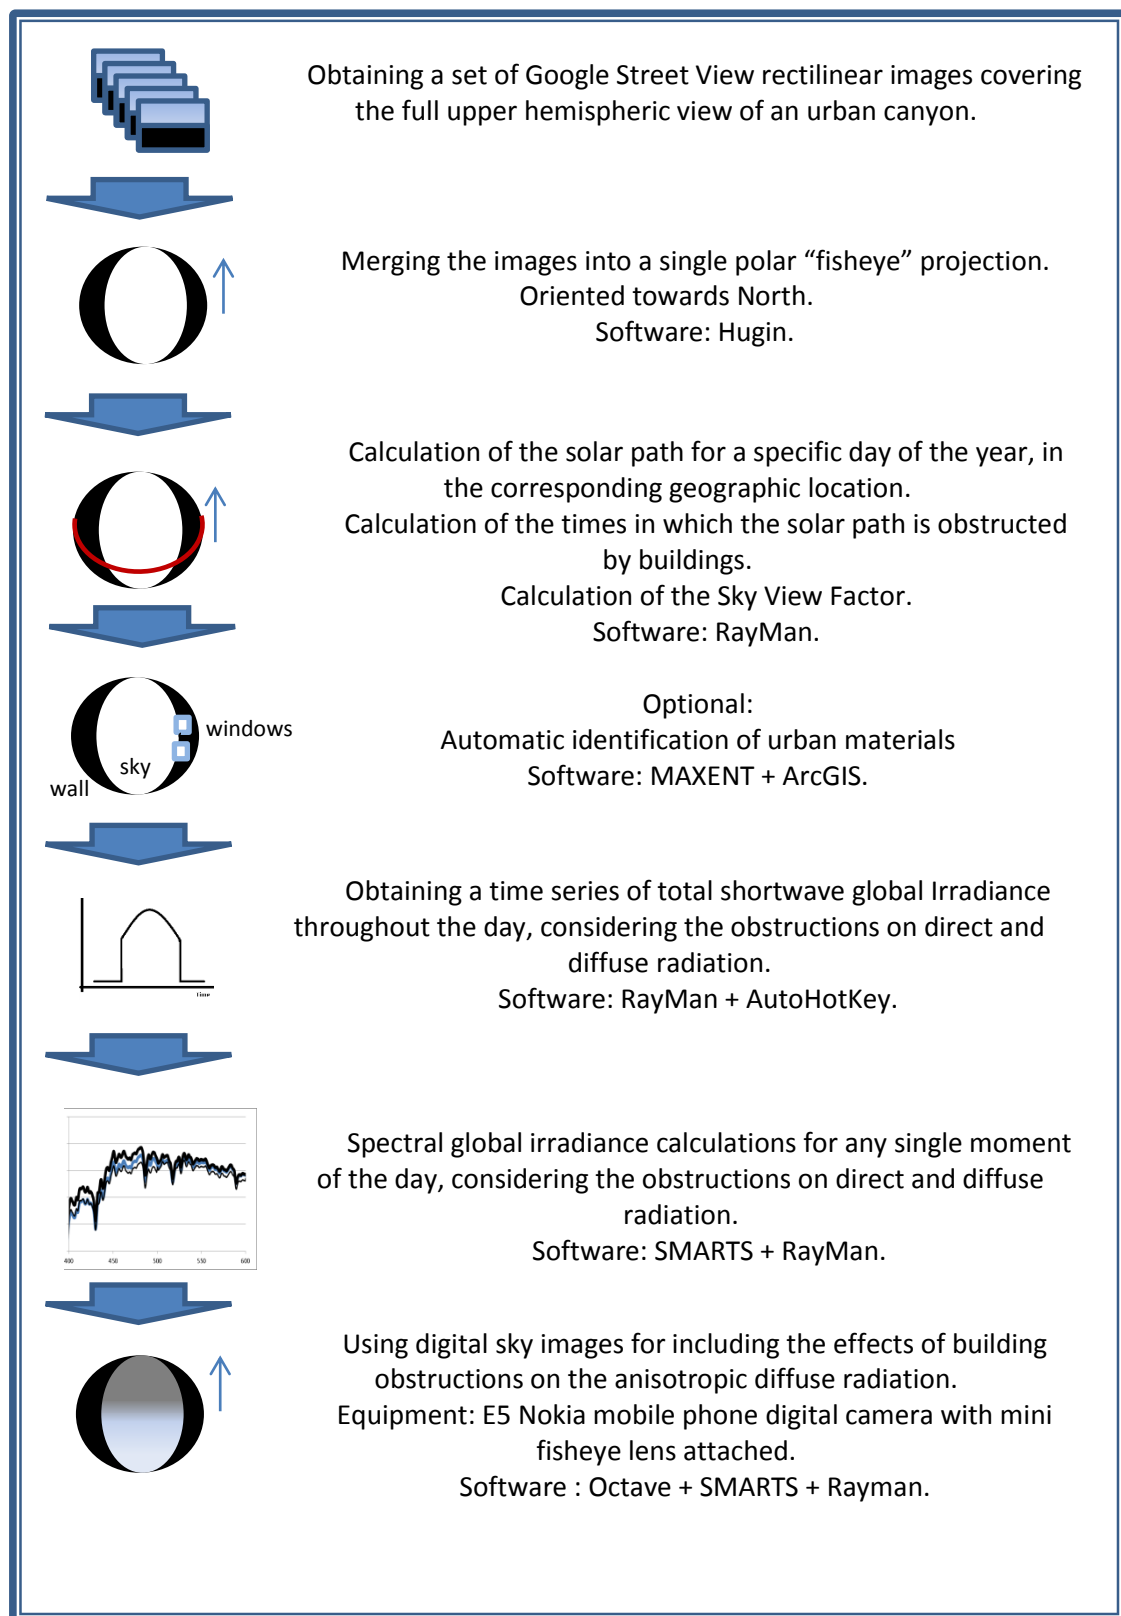 Obtaining a set of Google Street View rectilinear images covering
the full upper hemispheric view of an urban canyon.
Merging the images into a single polar “fisheye” projection.
Oriented towards North.
Software: Hugin.
Calculation of the solar path for a specific day of the year, in
the corresponding geographic location.
Calculation of the times in which the solar path is obstructed
by buildings.
Calculation of the Sky View Factor.
Software: RayMan.
windows
sky
wall
Optional:
Automatic identification of urban materials
Software: MAXENT + ArcGIS.
Time
Obtaining a time series of total shortwave global Irradiance
throughout the day, considering the obstructions on direct and
diffuse radiation.
Software: RayMan + AutoHotKey.
400 450 500 550 600
Spectral global irradiance calculations for any single moment
of the day, considering the obstructions on direct and diffuse
radiation.
Software: SMARTS + RayMan.
Using digital sky images for including the effects of building
obstructions on the anisotropic diffuse radiation.
Equipment: E5 Nokia mobile phone digital camera with mini
fisheye lens attached.
Software : Octave + SMARTS + Rayman.